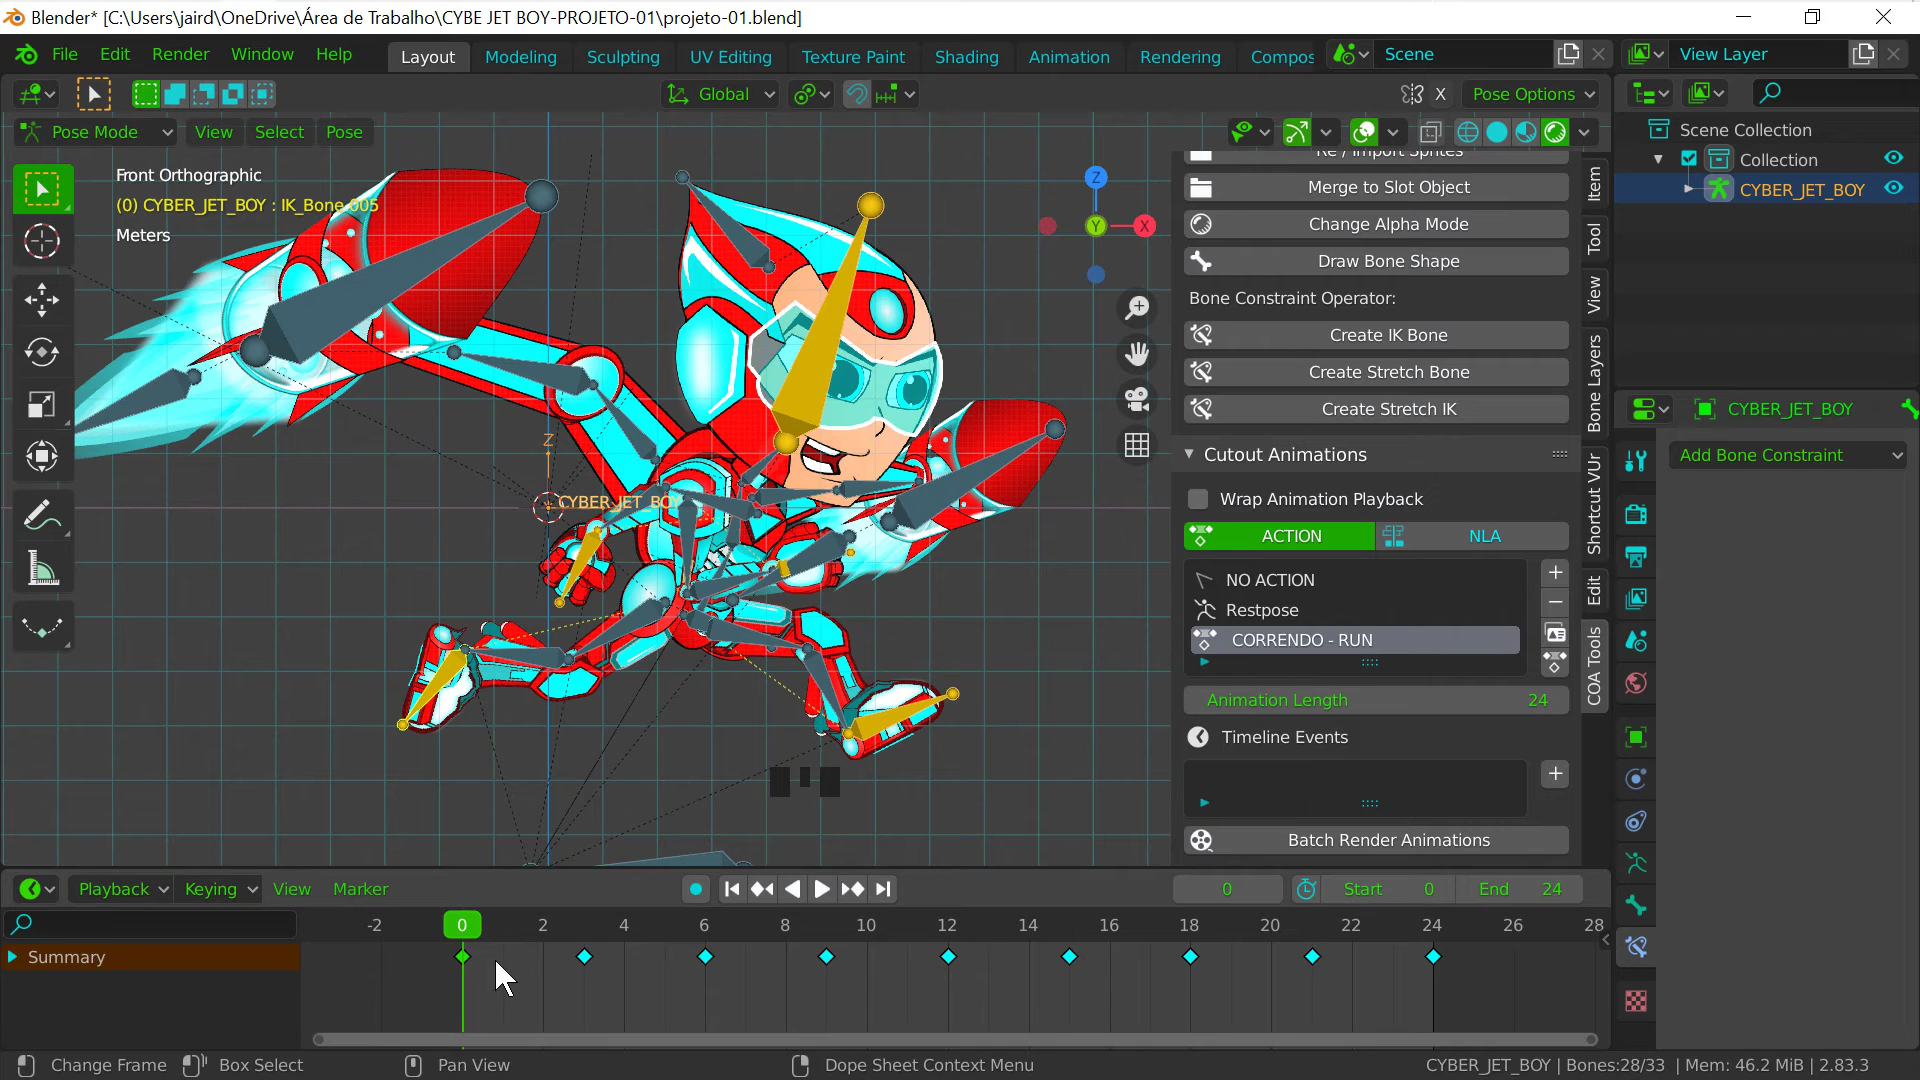 Blender* [C:\Users\jaird\OneDrive\Área de Trabalho\CYBE JET BOY-PROJETO-01\projeto-01.blend]
File Edit Render Window Help Layout Modeling Sculpting UV Editing Texture Paint Shading Animation Rendering Compos Scene View Layer
Global X Pose Options
Pose Mode View Select Pose
Scene Collection
Collection
CYBER_JET_BOY
Front Orthographic
(0) CYBER_JET_BOY : IK_Bone.005
Meters
Z
Y
X
Z
CYBER_JET_BOY
Re / Import Sprites
Merge to Slot Object
Change Alpha Mode
Draw Bone Shape
Bone Constraint Operator:
Create IK Bone
Create Stretch Bone
Create Stretch IK
Cutout Animations
Wrap Animation Playback
ACTION NLA
NO ACTION
Restpose
CORRENDO - RUN
Animation Length 24
Timeline Events
Batch Render Animations
Item
Tool
View
Bone Layers
Shortcut VUr
Edit
COA Tools
CYBER_JET_BOY
Add Bone Constraint
Playback Keying View Marker 0 Start 0 End 24
-2 0 2 4 6 8 10 12 14 16 18 20 22 24 26 28
Summary
Change Frame Box Select Pan View Dope Sheet Context Menu CYBER_JET_BOY | Bones:28/33 | Mem: 46.2 MiB | 2.83.3